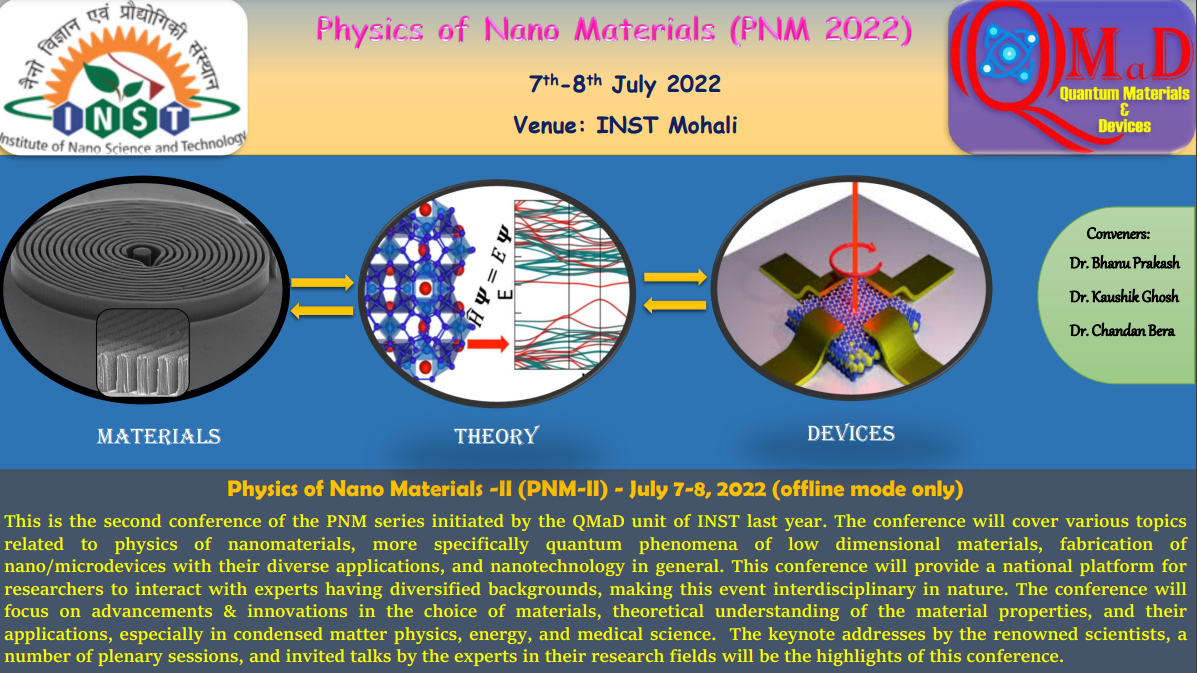 नैनो विज्ञान एवं प्रौद्योगिकी संस्थान
INST
Institute of Nano Science and Technology
Physics of Nano Materials (PNM 2022)
7th-8th July 2022
Venue: INST Mohali
QMaD
Quantum Materials
&
Devices
ĤΨ = EΨ
E
Conveners:
Dr. Bhanu Prakash
Dr. Kaushik Ghosh
Dr. Chandan Bera
MATERIALS
THEORY
DEVICES
Physics of Nano Materials -II (PNM-II) - July 7-8, 2022 (offline mode only)
This is the second conference of the PNM series initiated by the QMaD unit of INST last year. The conference will cover various topics
related to physics of nanomaterials, more specifically quantum phenomena of low dimensional materials, fabrication of
nano/microdevices with their diverse applications, and nanotechnology in general. This conference will provide a national platform for
researchers to interact with experts having diversified backgrounds, making this event interdisciplinary in nature. The conference will
focus on advancements & innovations in the choice of materials, theoretical understanding of the material properties, and their
applications, especially in condensed matter physics, energy, and medical science. The keynote addresses by the renowned scientists, a
number of plenary sessions, and invited talks by the experts in their research fields will be the highlights of this conference.